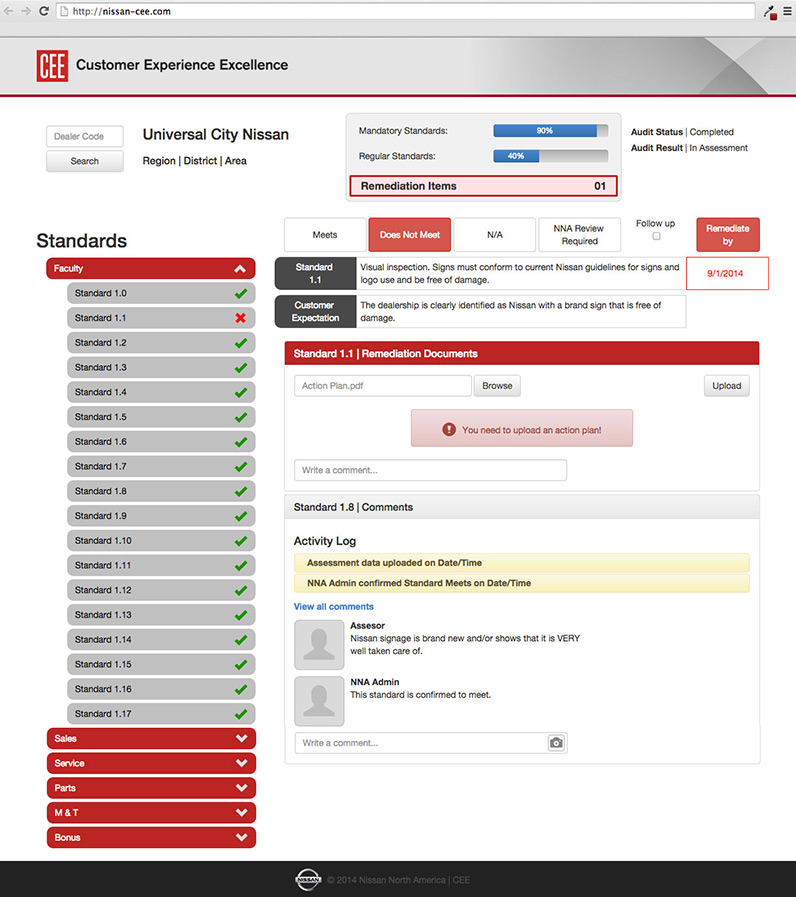 http://nissan-cee.com
CEE Customer Experience Excellence
Dealer Code
Search
Universal City Nissan
Region | District | Area
Mandatory Standards: 90%
Regular Standards: 40%
Remediation Items 01
Audit Status | Completed
Audit Result | In Assessment
Standards
Faculty
Standard 1.0
Standard 1.1
Standard 1.2
Standard 1.3
Standard 1.4
Standard 1.5
Standard 1.6
Standard 1.7
Standard 1.8
Standard 1.9
Standard 1.10
Standard 1.11
Standard 1.12
Standard 1.13
Standard 1.14
Standard 1.15
Standard 1.16
Standard 1.17
Sales
Service
Parts
M & T
Bonus
Meets
Does Not Meet
N/A
NNA Review
Required
Follow up
Remediate
by
Standard
1.1
Visual inspection. Signs must conform to current Nissan guidelines for signs and
logo use and be free of damage.
9/1/2014
Customer
Expectation
The dealership is clearly identified as Nissan with a brand sign that is free of
damage.
Standard 1.1 | Remediation Documents
Action Plan.pdf
Browse
Upload
You need to upload an action plan!
Write a comment...
Standard 1.8 | Comments
Activity Log
Assessment data uploaded on Date/Time
NNA Admin confirmed Standard Meets on Date/Time
View all comments
Assesor
Nissan signage is brand new and/or shows that it is VERY
well taken care of.
NNA Admin
This standard is confirmed to meet.
Write a comment...
NISSAN © 2014 Nissan North America | CEE